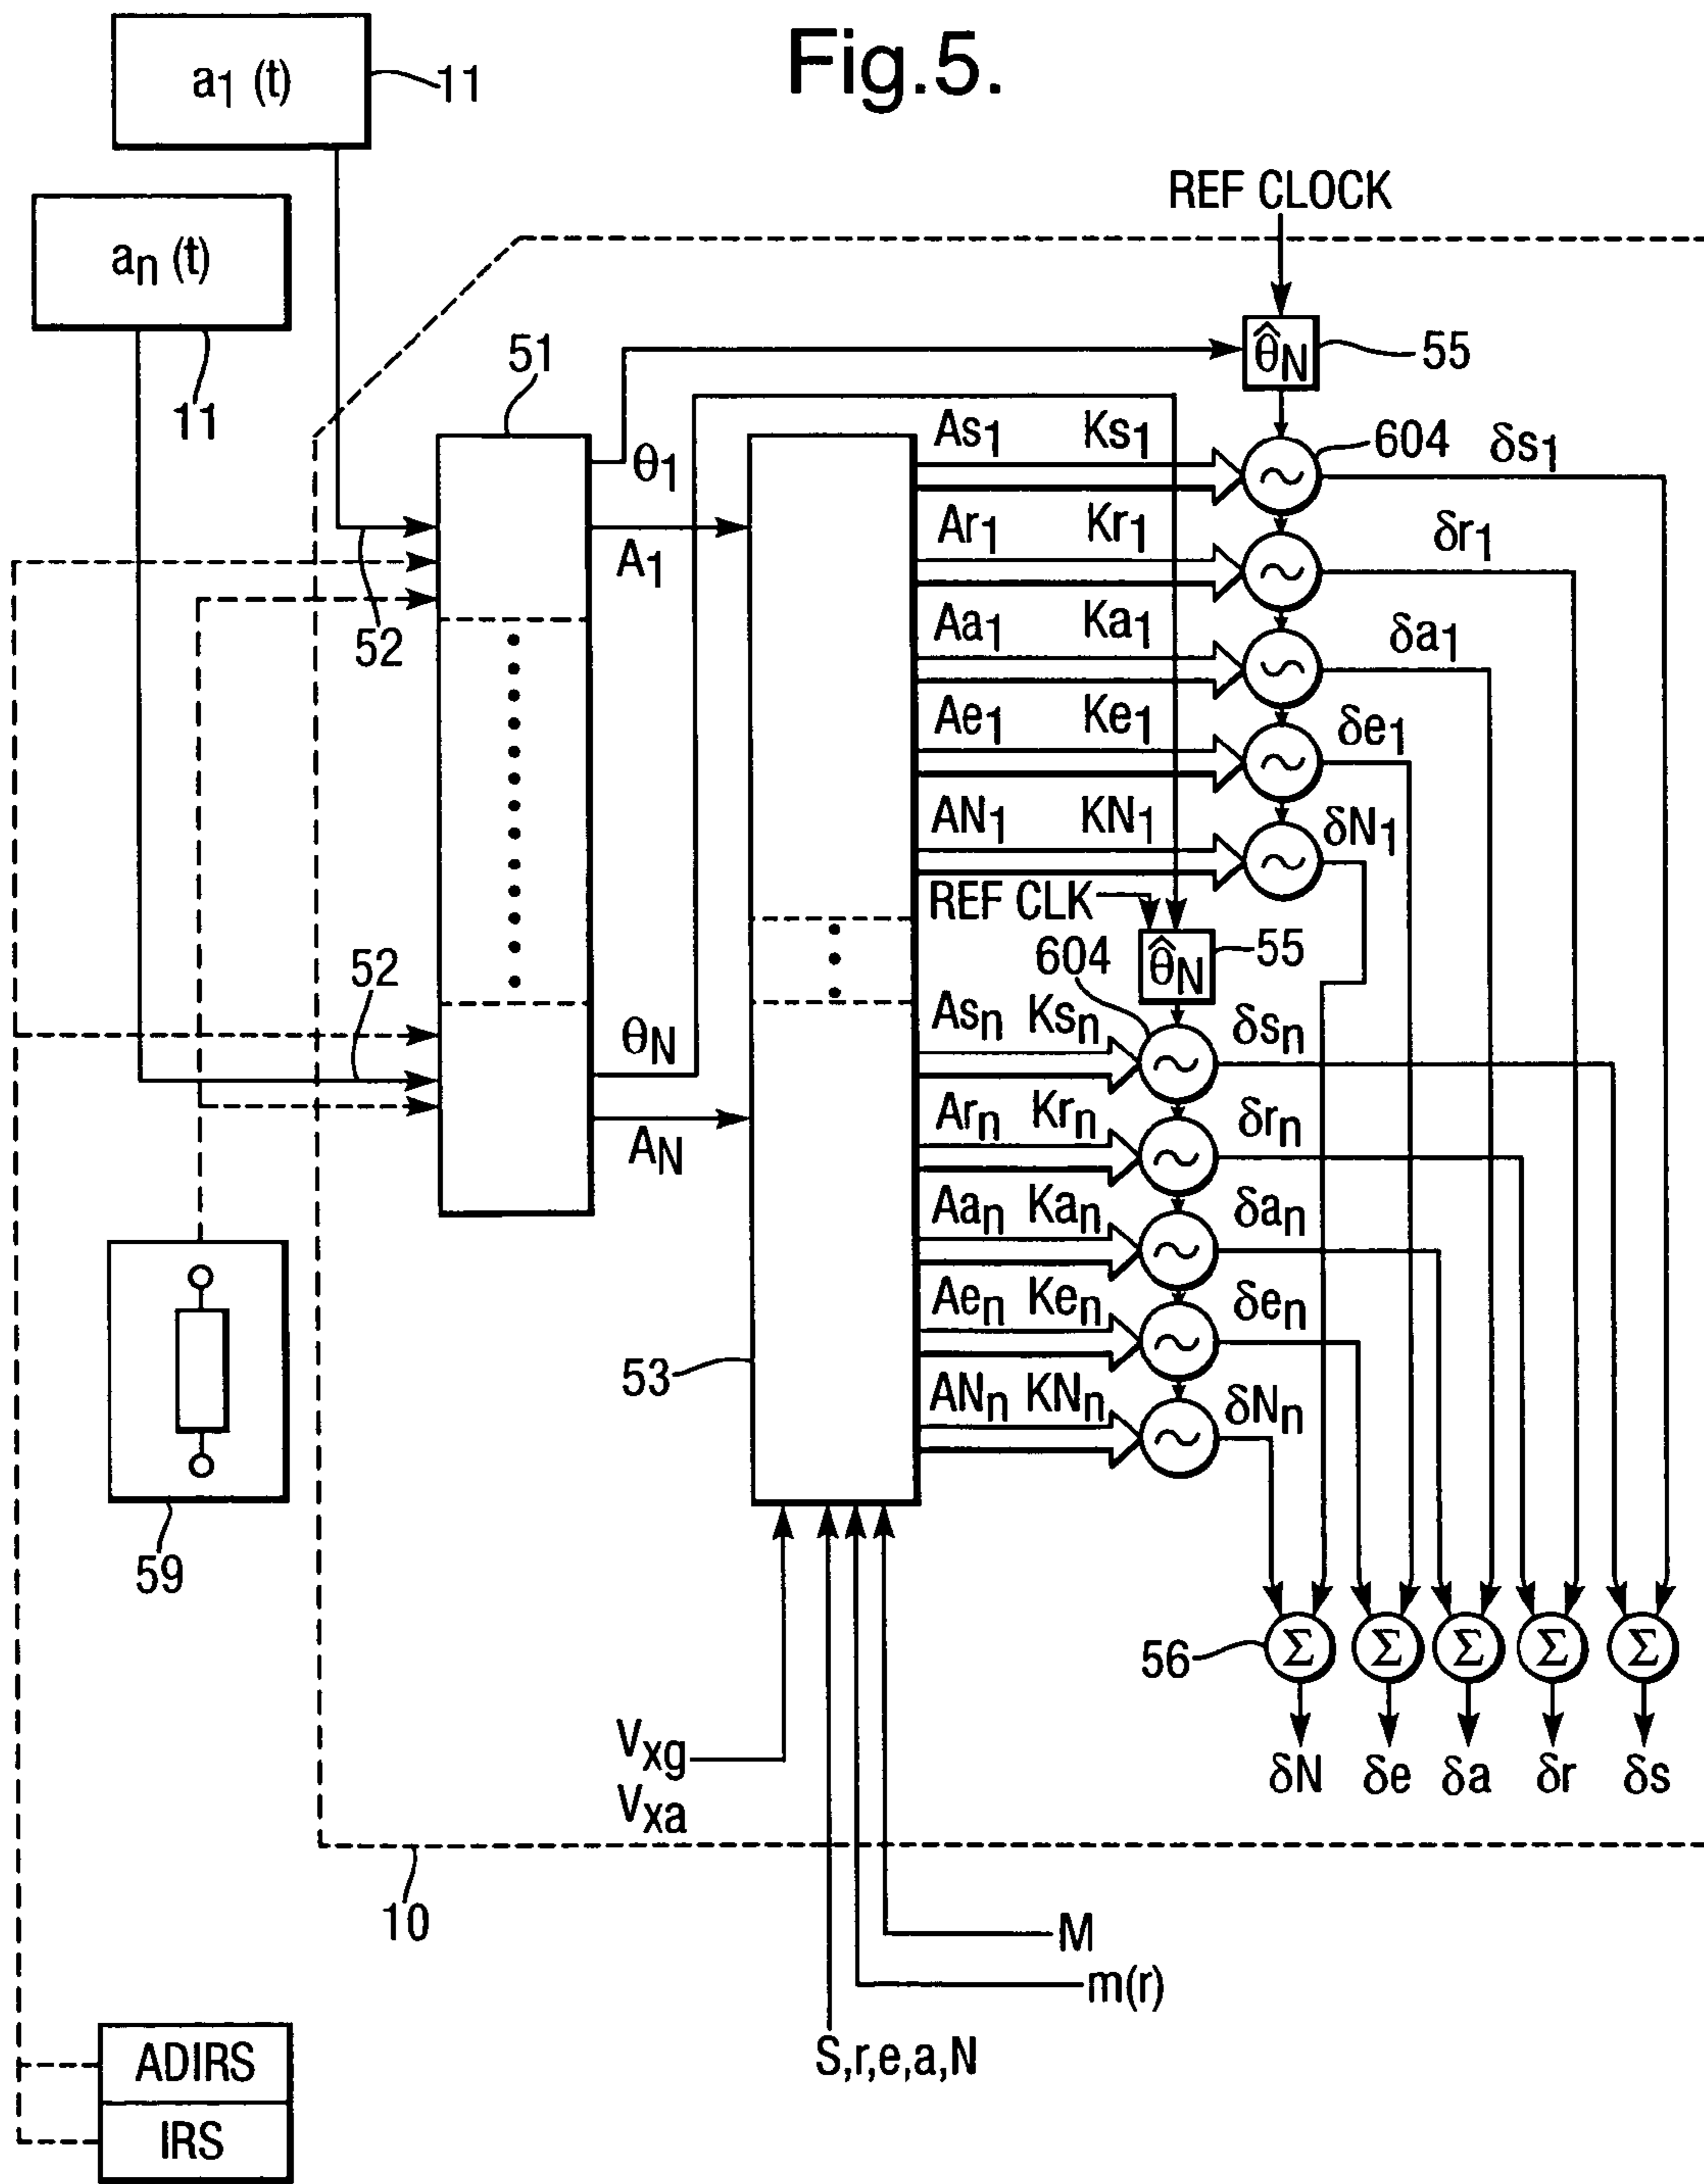 Fig.5.
a1 (t)
11
an (t)
11
REF CLOCK
51
θ̂N
55
θ1
A1
52
As1 Ks1
604
δs1
Ar1 Kr1
δr1
Aa1 Ka1
δa1
Ae1 Ke1
δe1
AN1 KN1
δN1
REF CLK
604
θ̂N
55
52
θN
AN
Asn Ksn
δsn
Arn Krn
δrn
Aan Kan
δan
Aen Ken
δen
ANn KNn
δNn
53
59
56
Σ Σ Σ Σ Σ
δN δe δa δr δs
Vxg
Vxa
10
M
m(r)
S,r,e,a,N
ADIRS
IRS